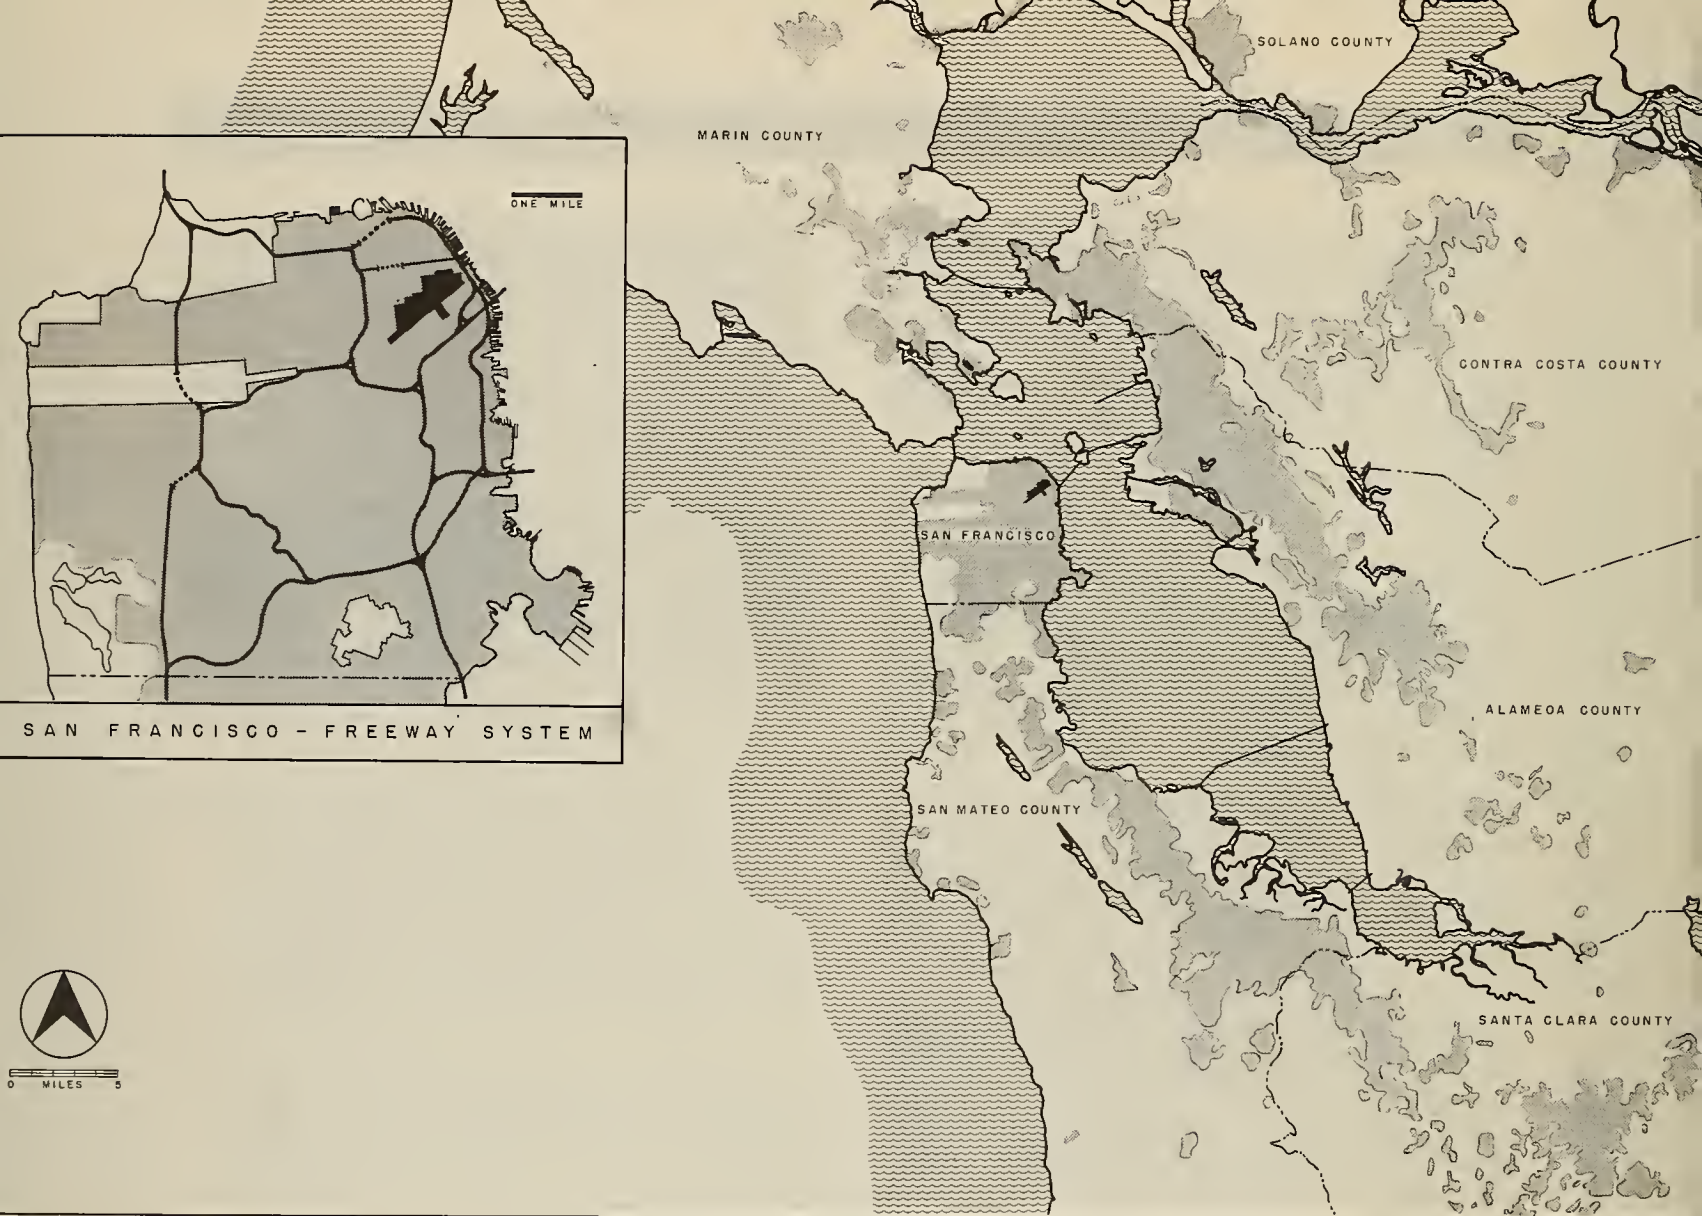 SOLANO COUNTY
MARIN COUNTY
ONE MILE
CONTRA COSTA COUNTY
SAN FRANCISCO
ALAMEDA COUNTY
SAN FRANCISCO - FREEWAY SYSTEM
SAN MATEO COUNTY
SANTA CLARA COUNTY
0 MILES 5